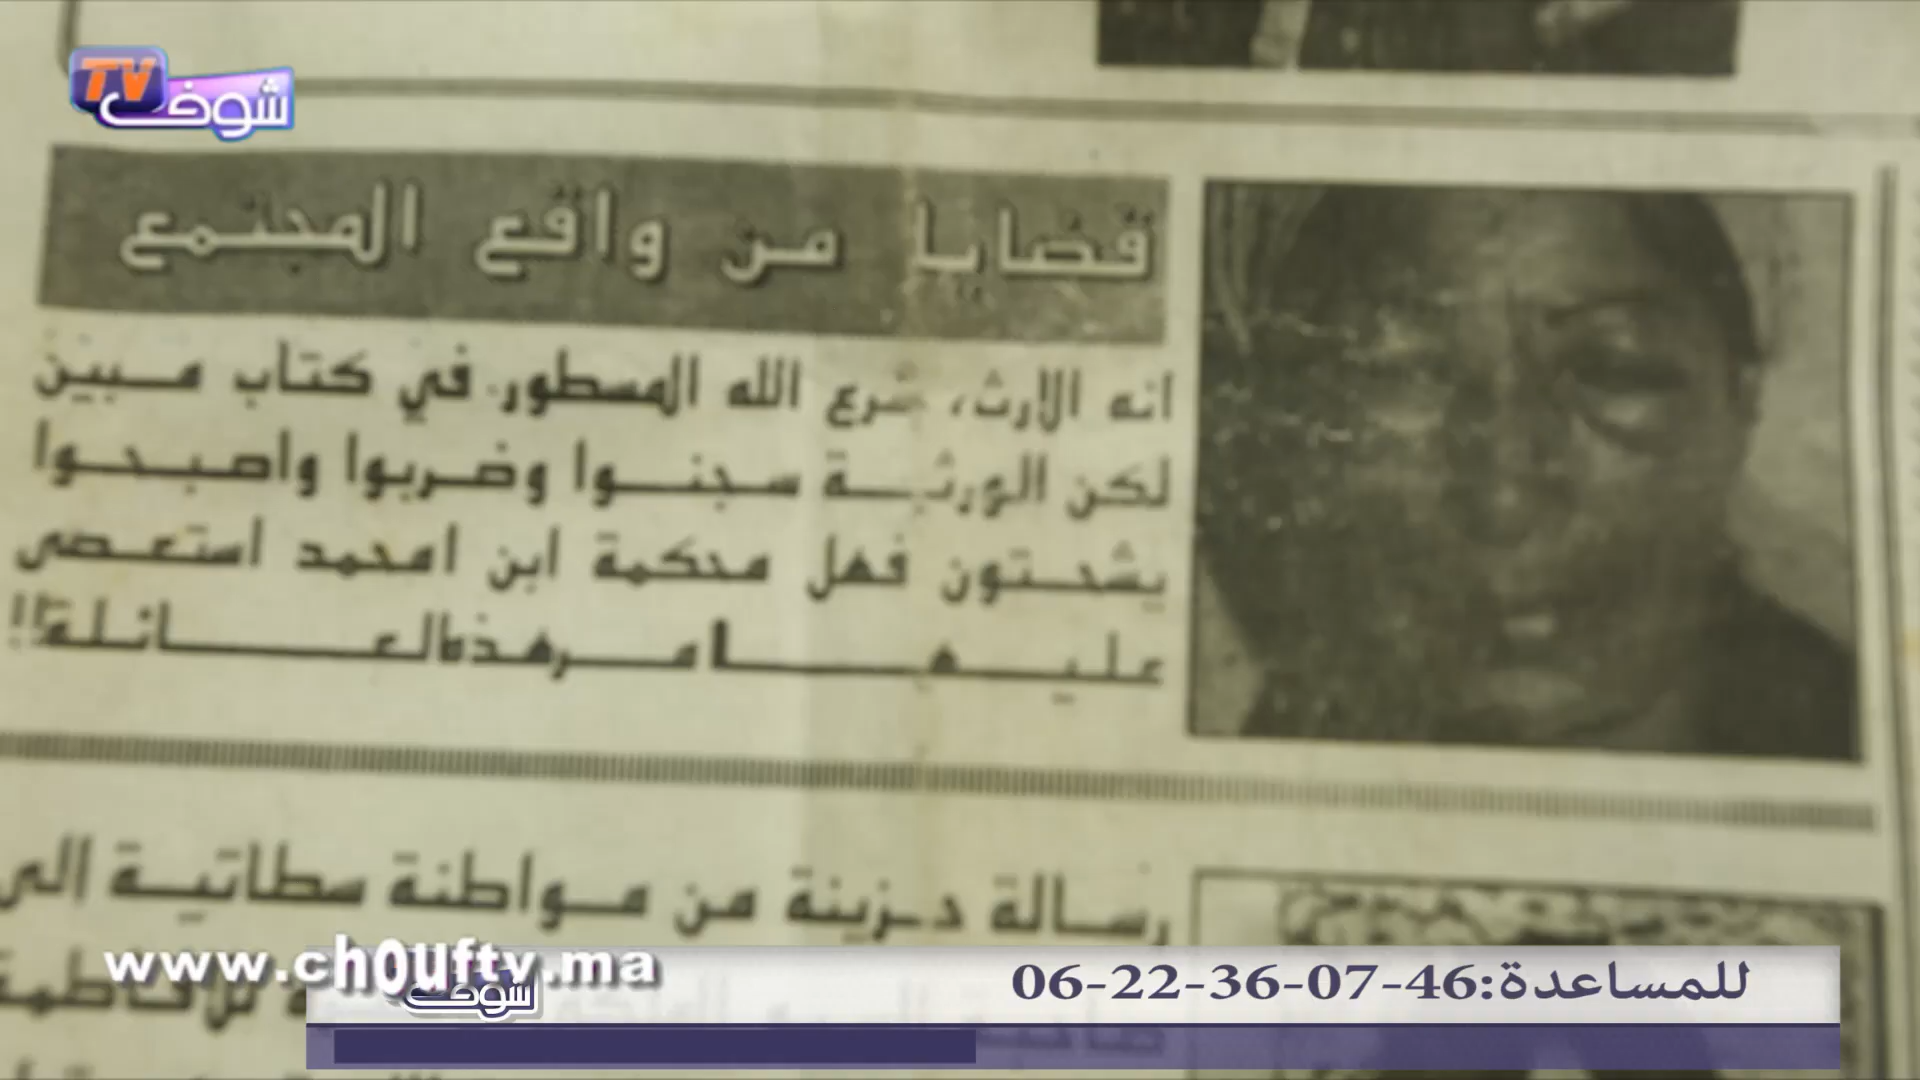 TV شوف
قضايا من واقع المجتمع
انه الارث، شرع الله المسطور في كتاب مبين
لكن الورثة سجنوا وضربوا واصبحوا
يشحتون فهل محكمة ابن امحمد استعصى
عليها امر هذه العائلة!!
رسالة حزينة من مواطنة سطاتية إلى
www.ch0uftv.ma
شوف
للمساعدة:06-22-36-07-46